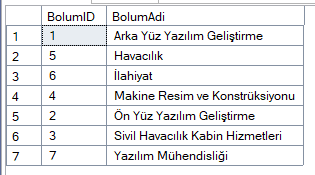 BolumID BolumAdi
1 1 Arka Yüz Yazılım Geliştirme
2 5 Havacılık
3 6 İlahiyat
4 4 Makine Resim ve Konstrüksiyonu
5 2 Ön Yüz Yazılım Geliştirme
6 3 Sivil Havacılık Kabin Hizmetleri
7 7 Yazılım Mühendisliği